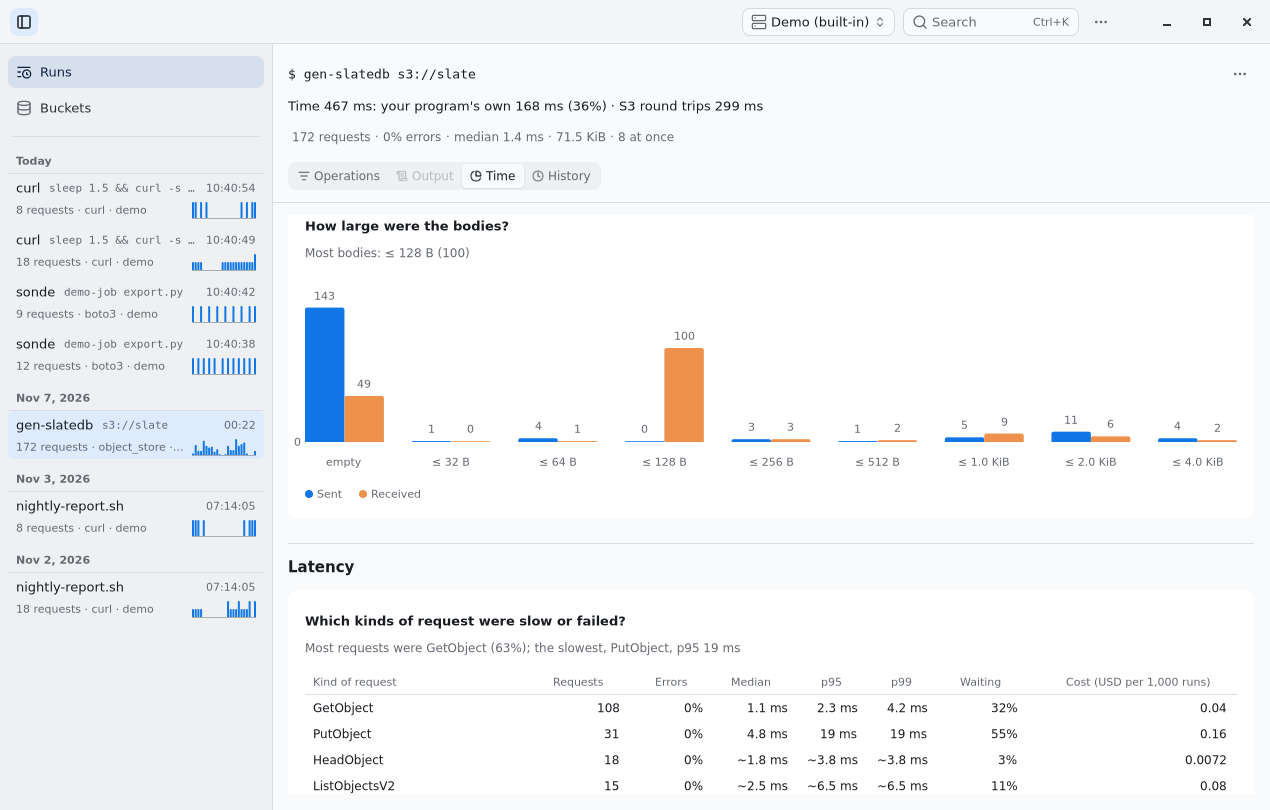 Demo (built-in)
Search Ctrl+K
Runs
Buckets
Today
curl sleep 1.5 && curl -s … 10:40:54
8 requests · curl · demo
curl sleep 1.5 && curl -s … 10:40:49
18 requests · curl · demo
sonde demo-job export.py 10:40:42
9 requests · boto3 · demo
sonde demo-job export.py 10:40:38
12 requests · boto3 · demo
Nov 7, 2026
gen-slatedb s3://slate 00:22
172 requests · object_store ·…
Nov 3, 2026
nightly-report.sh 07:14:05
8 requests · curl · demo
Nov 2, 2026
nightly-report.sh 07:14:05
18 requests · curl · demo
$ gen-slatedb s3://slate
Time 467 ms: your program's own 168 ms (36%) · S3 round trips 299 ms
172 requests · 0% errors · median 1.4 ms · 71.5 KiB · 8 at once
Operations Output Time History
How large were the bodies?
Most bodies: ≤ 128 B (100)
143 49 1 0 4 1 0 100 3 3 1 2 5 9 11 6 4 2
0
empty ≤ 32 B ≤ 64 B ≤ 128 B ≤ 256 B ≤ 512 B ≤ 1.0 KiB ≤ 2.0 KiB ≤ 4.0 KiB
Sent Received
Latency
Which kinds of request were slow or failed?
Most requests were GetObject (63%); the slowest, PutObject, p95 19 ms
Kind of request Requests Errors Median p95 p99 Waiting Cost (USD per 1,000 runs)
GetObject 108 0% 1.1 ms 2.3 ms 4.2 ms 32% 0.04
PutObject 31 0% 4.8 ms 19 ms 19 ms 55% 0.16
HeadObject 18 0% ~1.8 ms ~3.8 ms ~3.8 ms 3% 0.0072
ListObjectsV2 15 0% ~2.5 ms ~6.5 ms ~6.5 ms 11% 0.08